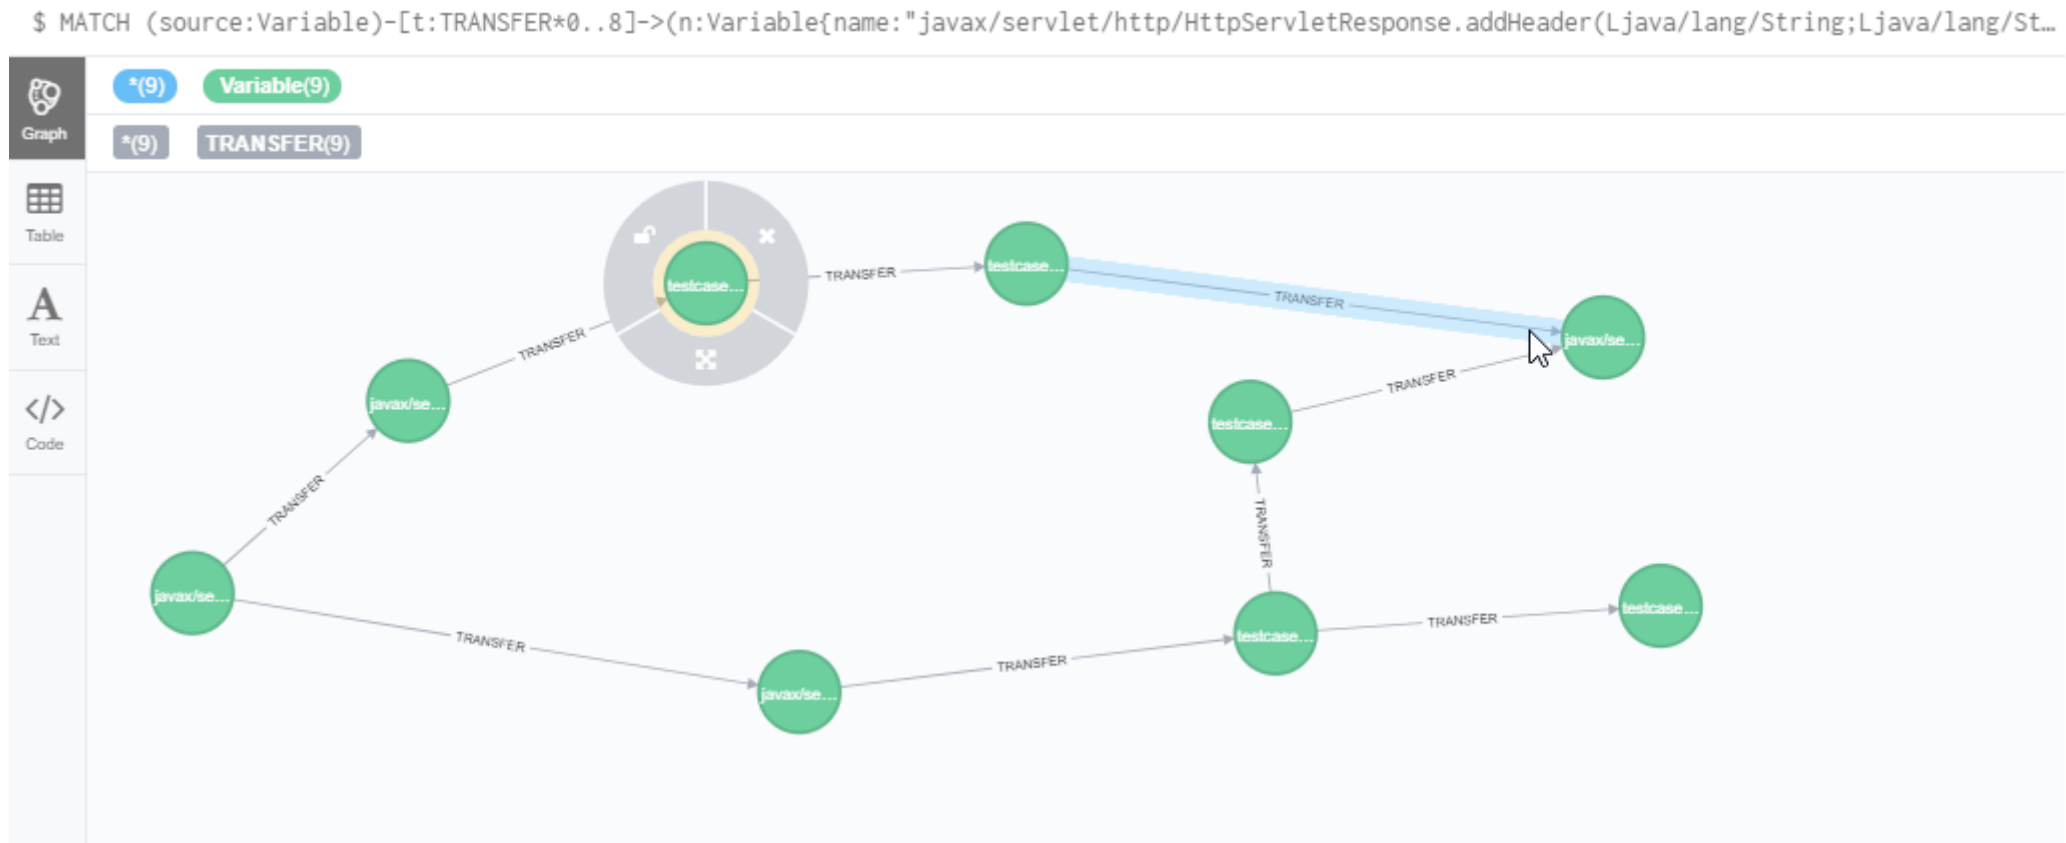 $ MATCH (source:Variable)-[t:TRANSFER*0..8]->(n:Variable{name:"javax/servlet/http/HttpServletResponse.addHeader(Ljava/lang/String;Ljava/lang/St…
*(9) Variable(9)
Graph
*(9) TRANSFER(9)
Table
Text
Code
testcase…
TRANSFER
testcase…
TRANSFER
javax/se…
TRANSFER
javax/se…
TRANSFER
testcase…
TRANSFER
TRANSFER
javax/se…
TRANSFER
testcase…
TRANSFER
testcase…
TRANSFER
javax/se…